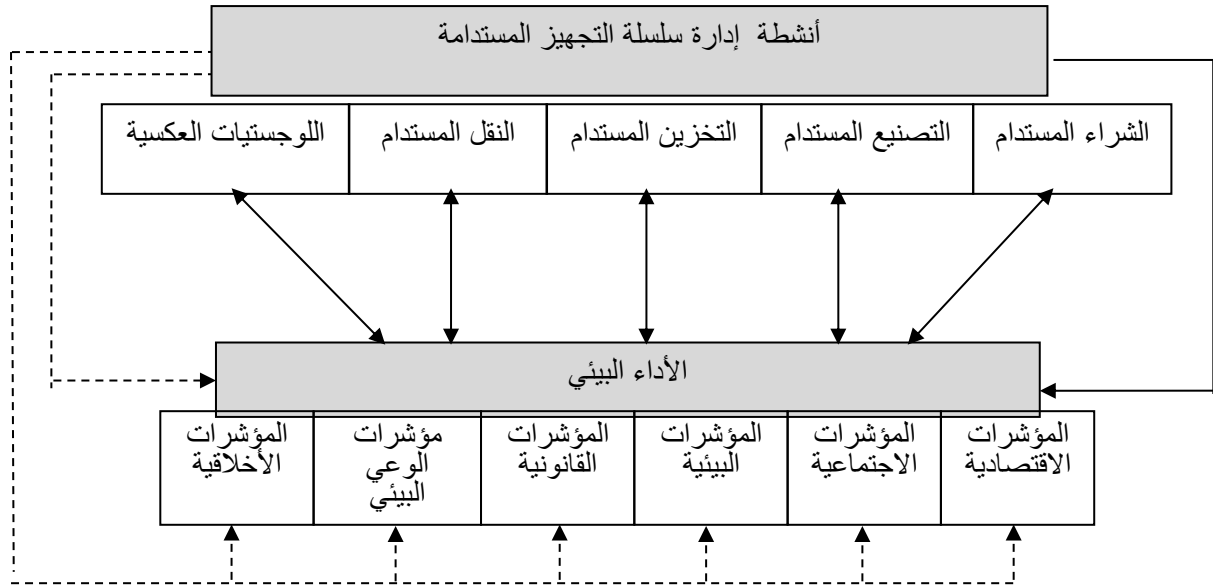 أنشطة إدارة سلسلة التجهيز المستدامة
الشراء المستدام
التصنيع المستدام
التخزين المستدام
النقل المستدام
اللوجستيات العكسية
الأداء البيئي
المؤشرات
الاقتصادية
المؤشرات
الاجتماعية
المؤشرات
البيئية
المؤشرات
القانونية
مؤشرات
الوعي
البيئي
المؤشرات
الأخلاقية